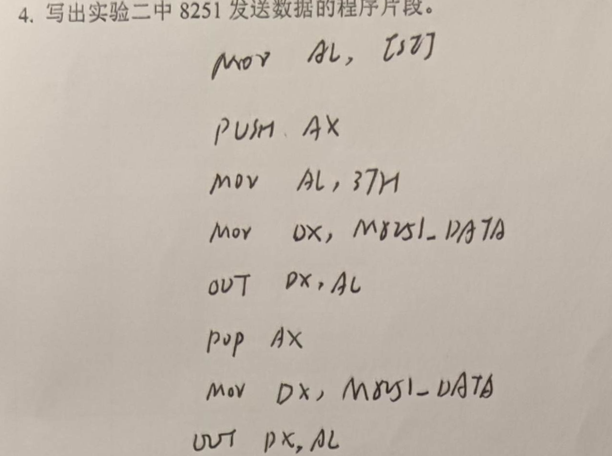 4. 写出实验二中 8251 发送数据的程序片段。
MOV AL, [SI]
PUSH AX
MOV AL, 37H
MOV DX, M8251_DATA
OUT DX, AL
POP AX
MOV DX, M8251_DATA
OUT DX, AL